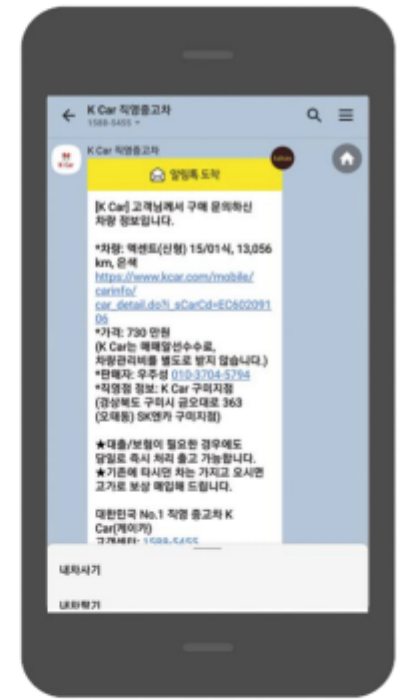 K Car 직영중고차
1588-5455
K Car 직영중고차
K Car
알림톡 도착
[K Car] 고객님께서 구매 문의하신
차량 정보입니다.
*차량: 엑센트(신형) 15/01식, 13,056
km, 은색
https://www.kcar.com/mobile/
carinfo/
car_detail.do?i_sCarCd=EC602091
06
*가격: 730 만원
(K Car는 매매알선수수료,
차량관리비를 별도로 받지 않습니다.)
*판매자: 우주성 010-3704-5794
*직영점 정보: K Car 구미지점
(경상북도 구미시 금오대로 363
(오태동) SK엔카 구미지점)
★대출/보험이 필요한 경우에도
당일로 즉시 처리 출고 가능합니다.
★기존에 타시던 차는 가지고 오시면
고가로 보상 매입해 드립니다.
대한민국 No.1 직영 중고차 K
Car(케이카)
고객센터: 1588-5455
내차사기
내차팔기